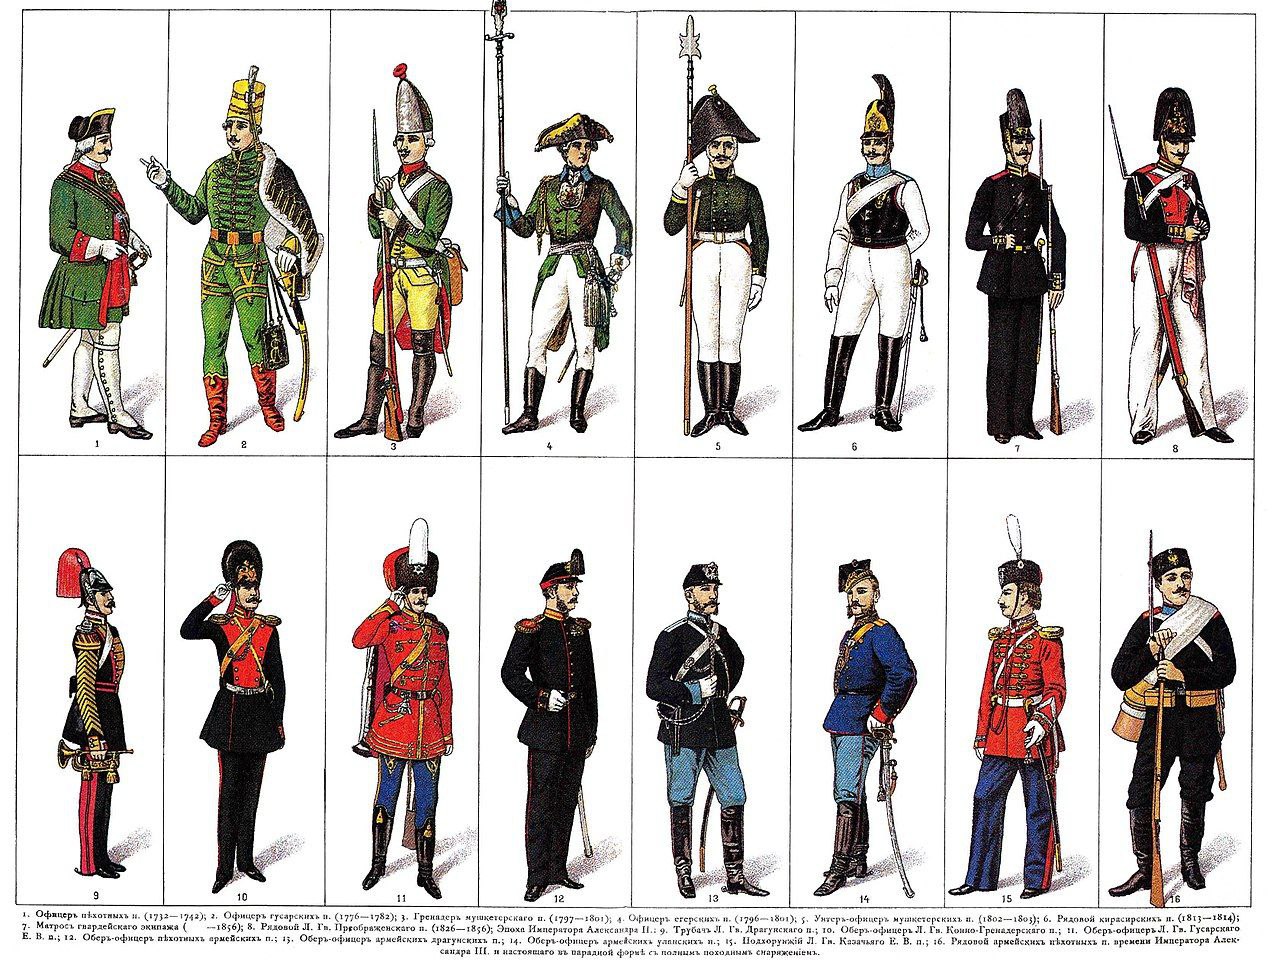 1 2 3 4 5 6 7 8
9 10 11 12 13 14 15 16
1. Офицеръ пѣхотныхъ п. (1732—1742); 2. Офицеръ гусарскихъ п. (1776—1782); 3. Гренадер мушкетерскаго п. (1797—1801); 4. Офицеръ егерскихъ п. (1796—1801); 5. Унтеръ-офицеръ мушкетерскихъ п. (1802—1803); 6. Рядовой кирасирскихъ п. (1813—1814);
7. Матросъ гвардейскаго экипажа ( —1856); 8. Рядовой Л. Гв. Преображенскаго п. (1826—1856); Эпоха Императора Александра II.: 9. Трубачъ Л. Гв. Драгунскаго п.; 10. Оберъ-офицеръ Л. Гв. Конно-Гренадерскаго п.; 11. Оберъ-офицеръ Л. Гв. Гусарскаго
Е. В. п.; 12. Оберъ-офицеръ пѣхотныхъ армейскихъ п.; 13. Оберъ-офицеръ армейскихъ драгунскихъ п.; 14. Оберъ-офицеръ армейскихъ уланскихъ п.; 15. Подхорунжій Л. Гв. Казачьяго Е. В. п.; 16. Рядовой армейскихъ пѣхотныхъ п. времени Императора Алек-
сандра III. и настоящаго въ парадной формѣ съ полнымъ походнымъ снаряженіемъ.